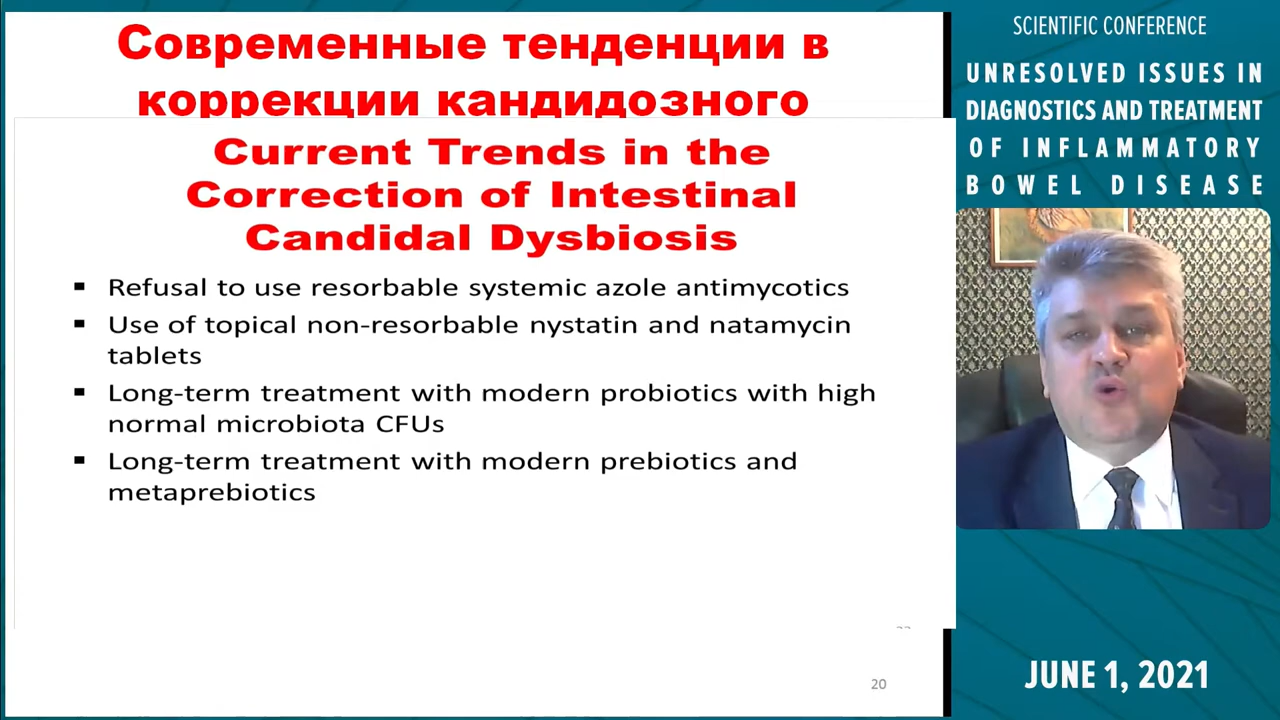 Современные тенденции в
коррекции кандидозного
Current Trends in the
Correction of Intestinal
Candidal Dysbiosis
▪ Refusal to use resorbable systemic azole antimycotics
▪ Use of topical non-resorbable nystatin and natamycin
tablets
▪ Long-term treatment with modern probiotics with high
normal microbiota CFUs
▪ Long-term treatment with modern prebiotics and
metaprebiotics
20
SCIENTIFIC CONFERENCE
UNRESOLVED ISSUES IN
DIAGNOSTICS AND TREATMENT
OF INFLAMMATORY
BOWEL DISEASE
JUNE 1, 2021